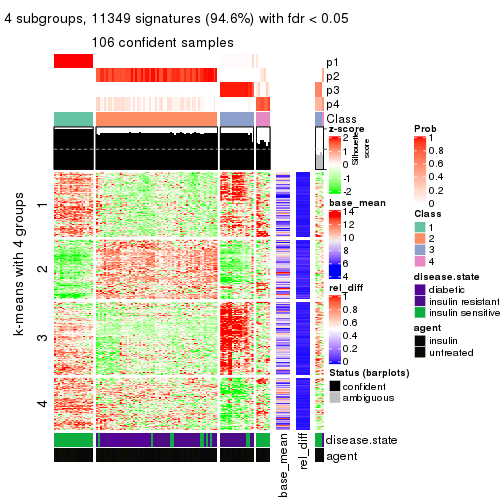 4 subgroups, 11349 signatures (94.6%) with fdr < 0.05
106 confident samples
p1
p2
p3
p4
Class
Silhouette
score
k-means with 4 groups
1
2
3
4
disease.state
agent
base_mean
rel_diff
z-score
2
1
0
-1
-2
base_mean
14
12
10
8
6
4
rel_diff
1
0.8
0.6
0.4
0.2
0
Status (barplots)
confident
ambiguous
Prob
1
0.8
0.6
0.4
0.2
0
Class
1
2
3
4
disease.state
diabetic
insulin resistant
insulin sensitive
agent
insulin
untreated